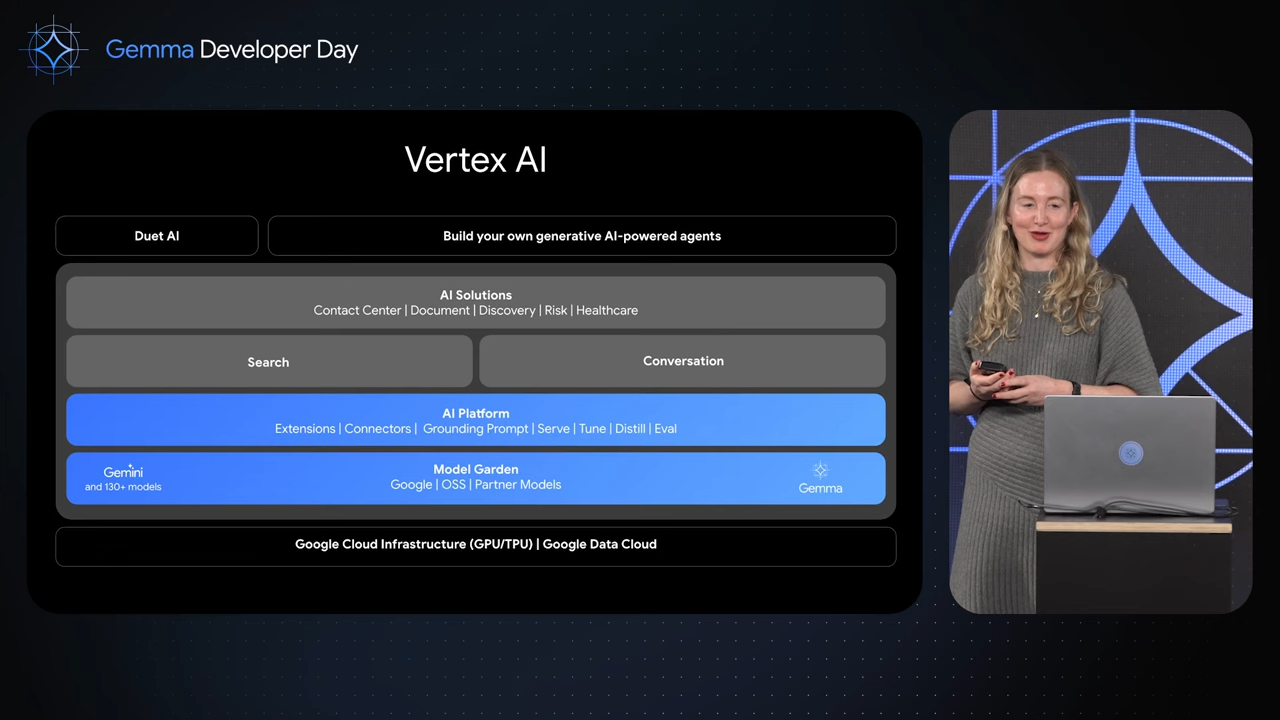 Gemma Developer Day
Vertex AI
Duet AI
Build your own generative AI-powered agents
AI Solutions
Contact Center | Document | Discovery | Risk | Healthcare
Search
Conversation
AI Platform
Extensions | Connectors | Grounding Prompt | Serve | Tune | Distill | Eval
Gemini
and 130+ models
Model Garden
Google | OSS | Partner Models
Gemma
Google Cloud Infrastructure (GPU/TPU) | Google Data Cloud